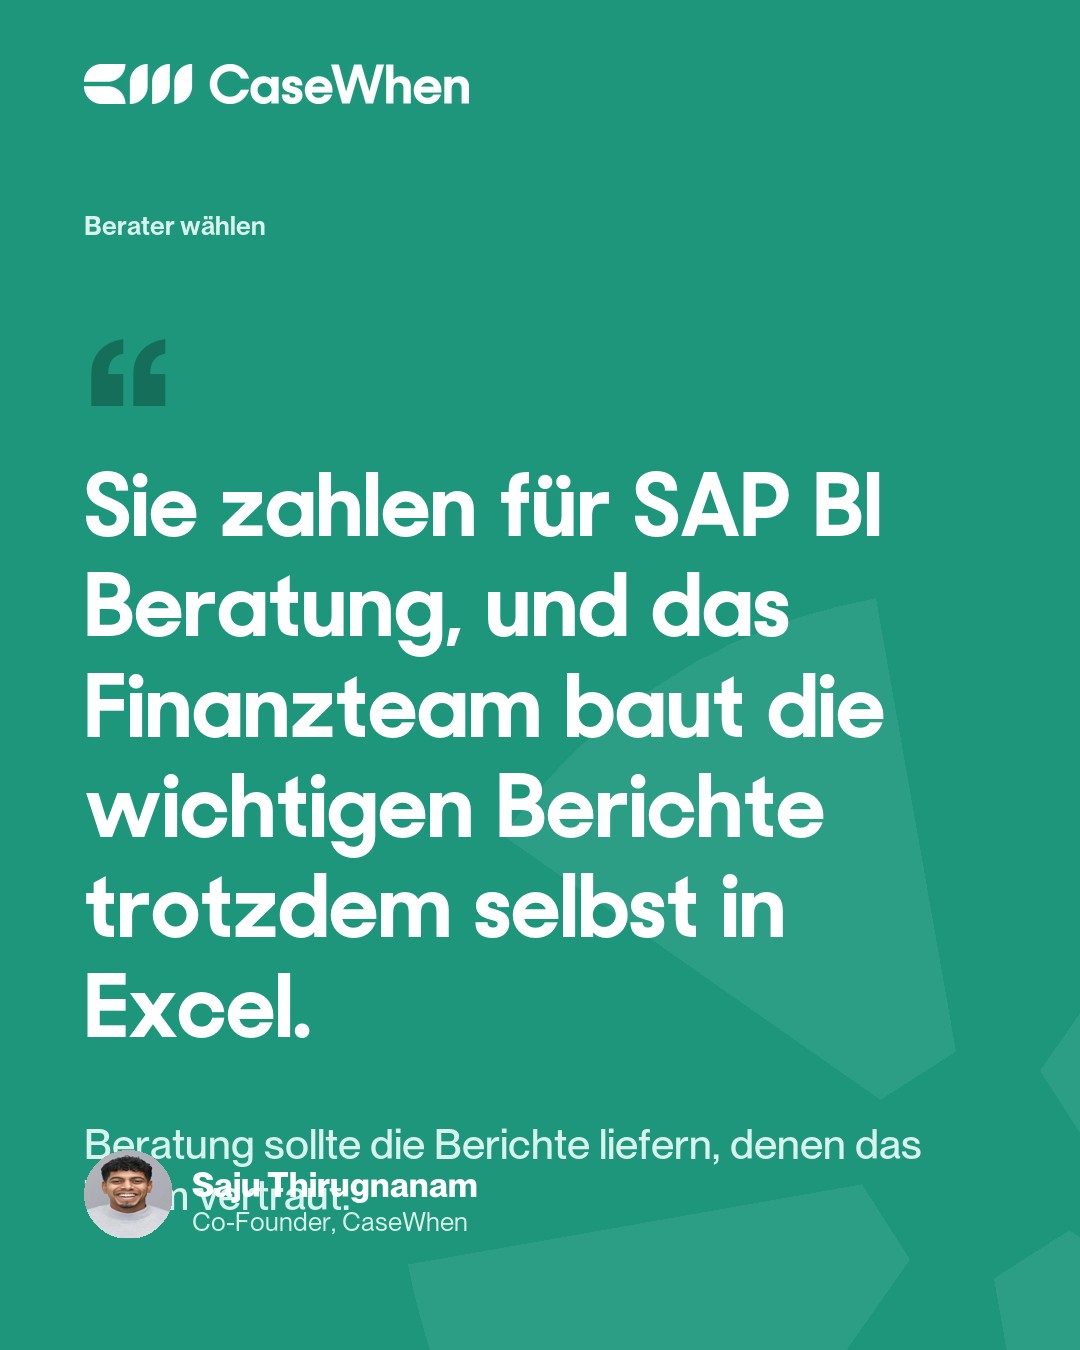 CaseWhen
Berater wählen
“
Sie zahlen für SAP BI
Beratung, und das
Finanzteam baut die
wichtigen Berichte
trotzdem selbst in
Excel.
Beratung sollte die Berichte liefern, denen das
vertraut.
Saju Thirugnanam
Co-Founder, CaseWhen